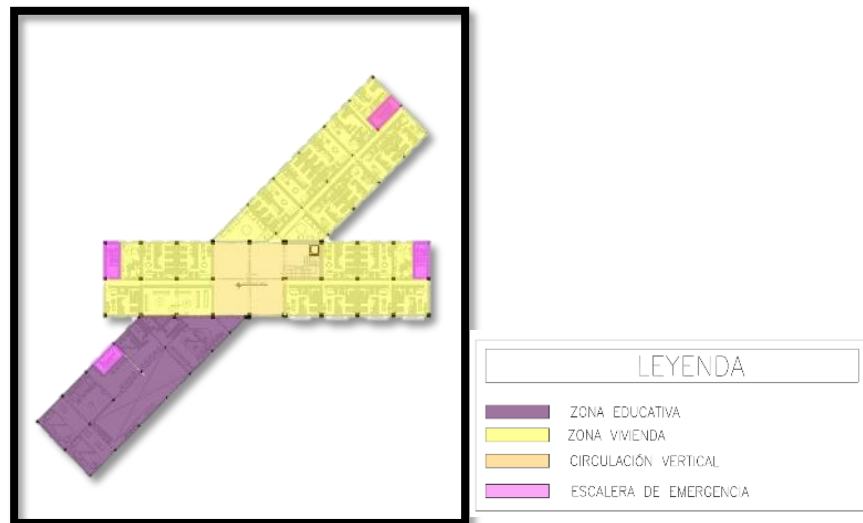 LEYENDA
ZONA EDUCATIVA
ZONA VIVIENDA
CIRCULACIÓN VERTICAL
ESCALERA DE EMERGENCIA